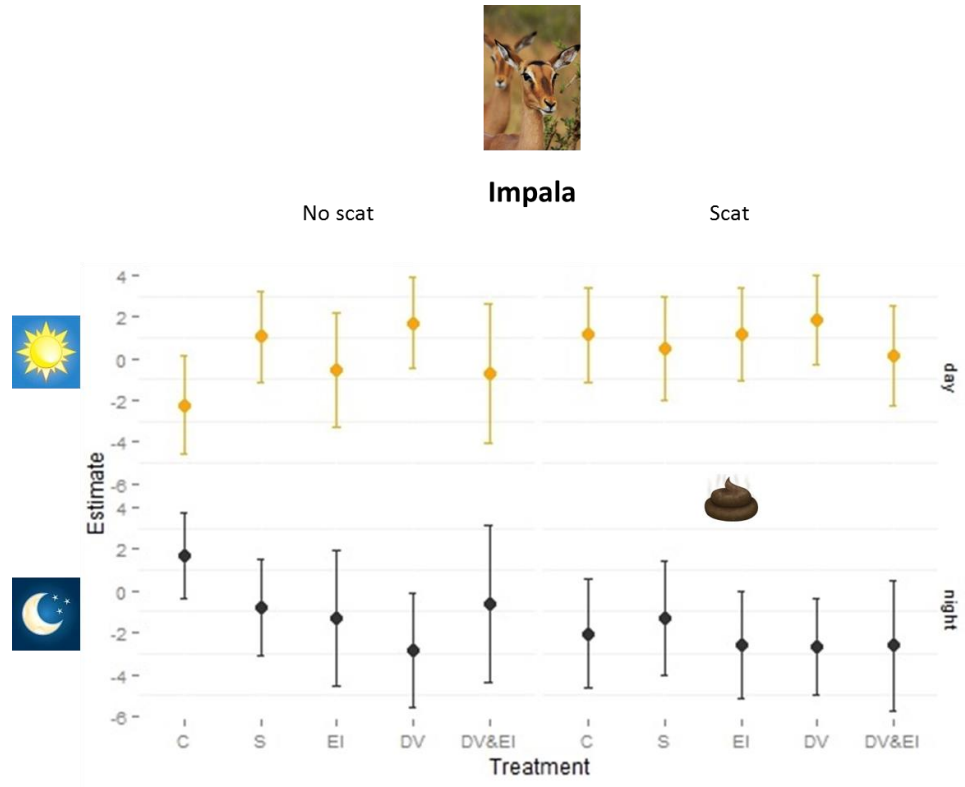 Impala
No scat
Scat
Estimate
4
2
0
-2
-4
-6
day
4
2
0
-2
-4
-6
night
C S EI DV DV&EI C S EI DV DV&EI
Treatment